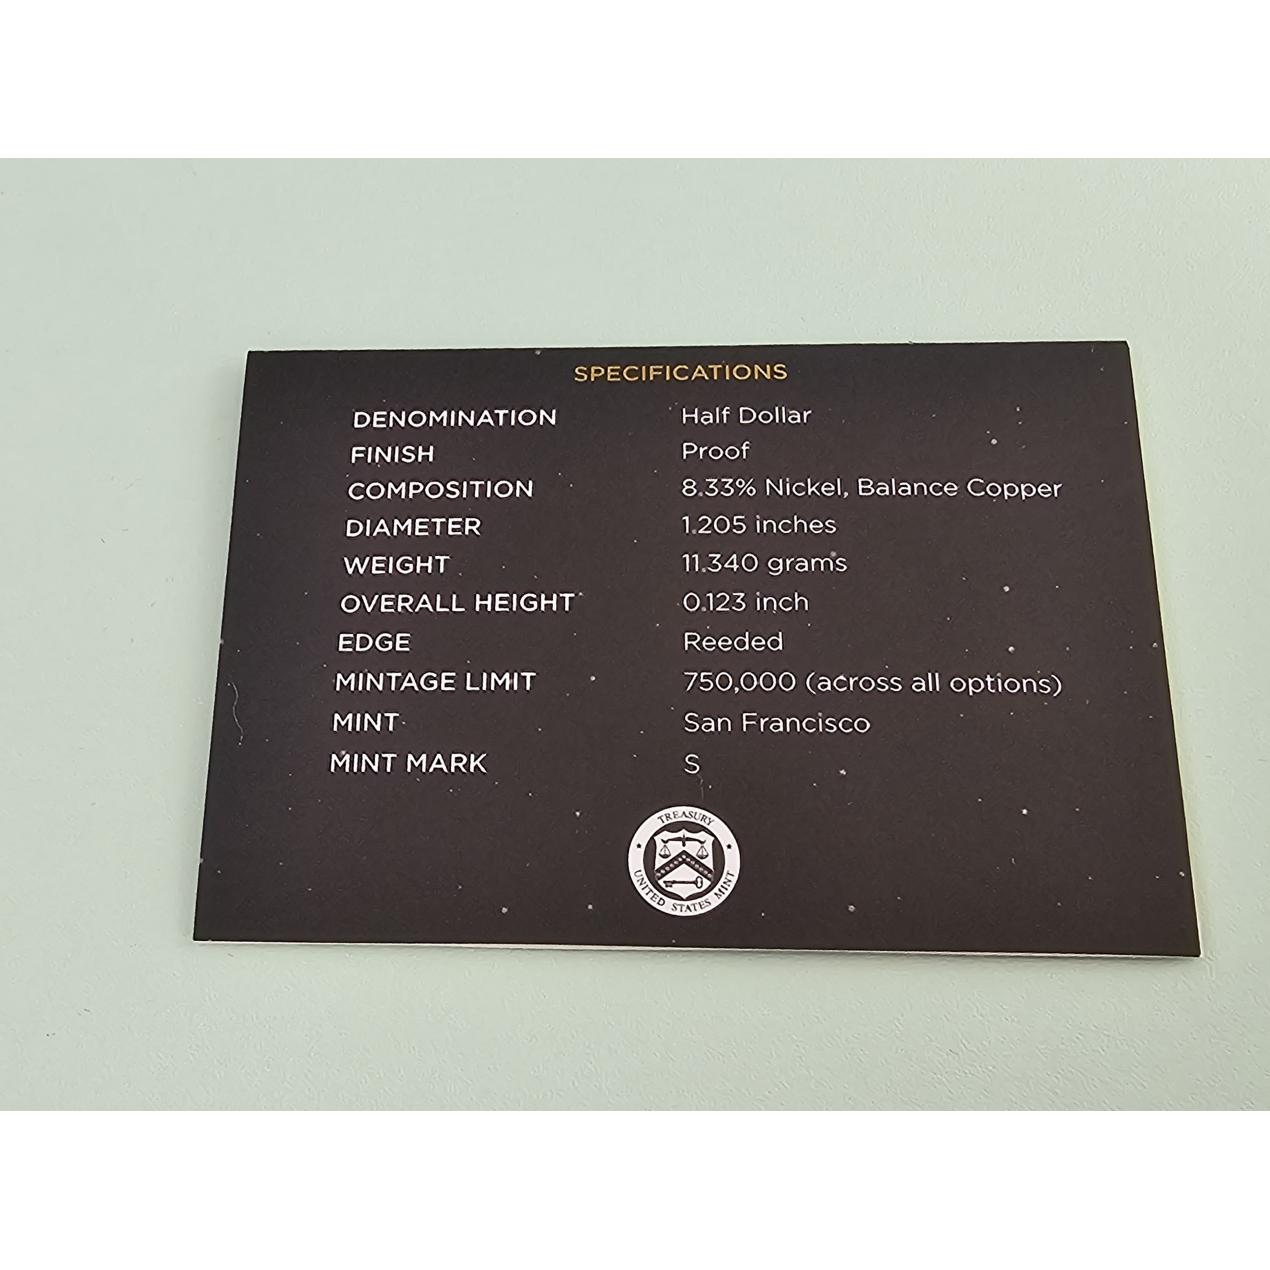 SPECIFICATIONS
DENOMINATION Half Dollar
FINISH Proof
COMPOSITION 8.33% Nickel, Balance Copper
DIAMETER 1.205 inches
WEIGHT 11.340 grams
OVERALL HEIGHT 0.123 inch
EDGE Reeded
MINTAGE LIMIT 750,000 (across all options)
MINT San Francisco
MINT MARK S
TREASURY
UNITED STATES MINT